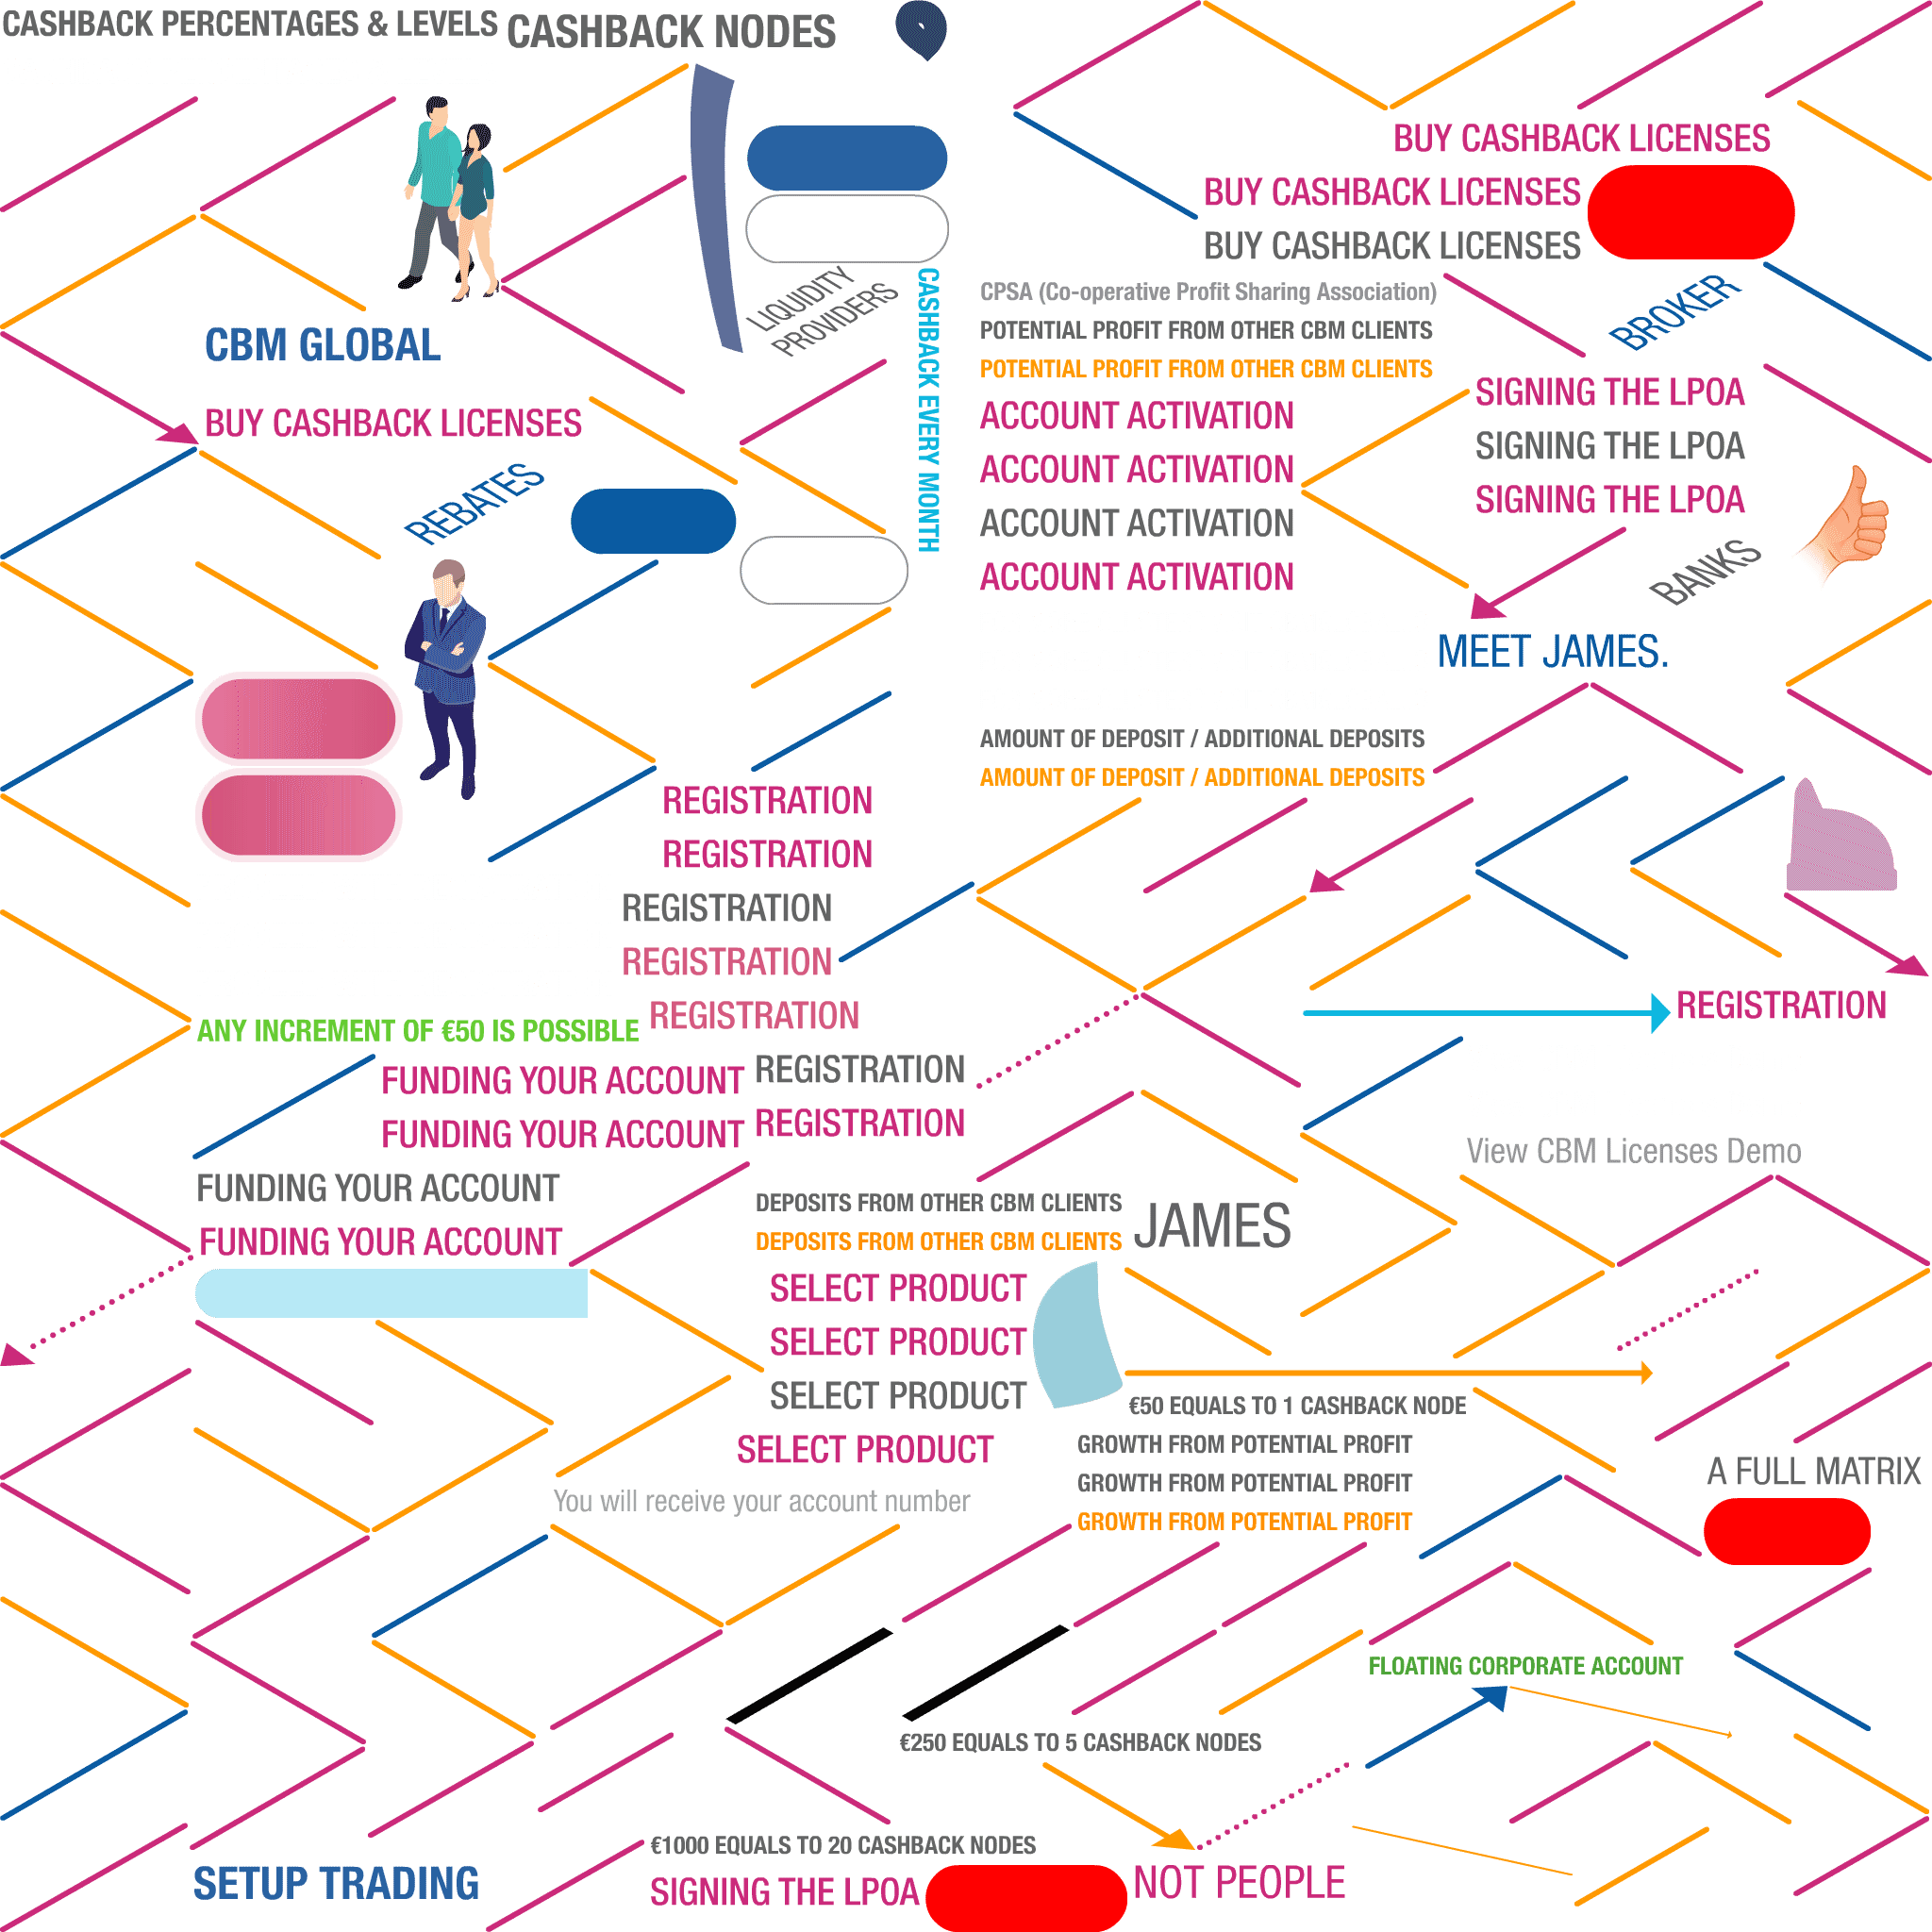 CASHBACK PERCENTAGES & LEVELS
CASHBACK NODES
BUY CASHBACK LICENSES
BUY CASHBACK LICENSES
BUY CASHBACK LICENSES
LIQUIDITY
PROVIDERS
CASHBACK EVERY MONTH
CPSA (Co-operative Profit Sharing Association)
POTENTIAL PROFIT FROM OTHER CBM CLIENTS
POTENTIAL PROFIT FROM OTHER CBM CLIENTS
BROKER
CBM GLOBAL
BUY CASHBACK LICENSES
REBATES
ACCOUNT ACTIVATION
ACCOUNT ACTIVATION
ACCOUNT ACTIVATION
ACCOUNT ACTIVATION
SIGNING THE LPOA
SIGNING THE LPOA
SIGNING THE LPOA
BANKS
MEET JAMES.
AMOUNT OF DEPOSIT / ADDITIONAL DEPOSITS
AMOUNT OF DEPOSIT / ADDITIONAL DEPOSITS
REGISTRATION
REGISTRATION
REGISTRATION
REGISTRATION
REGISTRATION
REGISTRATION
REGISTRATION
REGISTRATION
ANY INCREMENT OF €50 IS POSSIBLE
FUNDING YOUR ACCOUNT
FUNDING YOUR ACCOUNT
FUNDING YOUR ACCOUNT
FUNDING YOUR ACCOUNT
View CBM Licenses Demo
DEPOSITS FROM OTHER CBM CLIENTS
DEPOSITS FROM OTHER CBM CLIENTS
JAMES
SELECT PRODUCT
SELECT PRODUCT
SELECT PRODUCT
SELECT PRODUCT
€50 EQUALS TO 1 CASHBACK NODE
GROWTH FROM POTENTIAL PROFIT
GROWTH FROM POTENTIAL PROFIT
GROWTH FROM POTENTIAL PROFIT
A FULL MATRIX
You will receive your account number
FLOATING CORPORATE ACCOUNT
€250 EQUALS TO 5 CASHBACK NODES
€1000 EQUALS TO 20 CASHBACK NODES
SETUP TRADING
SIGNING THE LPOA
NOT PEOPLE